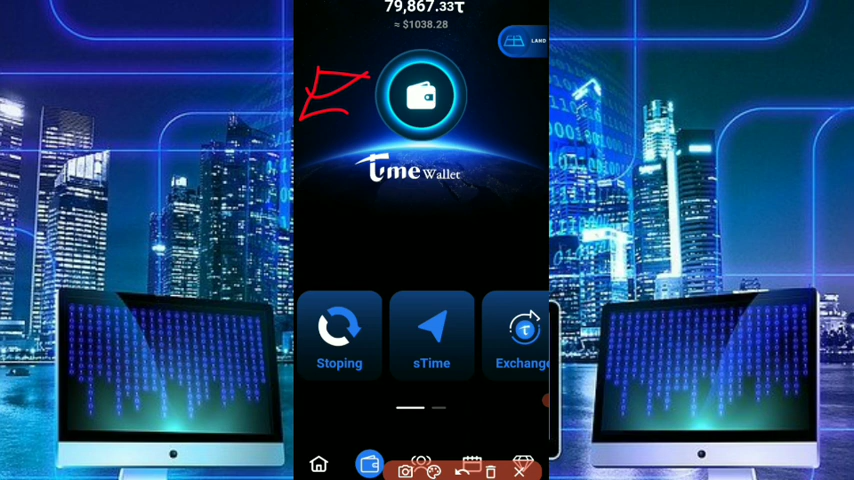 79,867.33τ
≈ $1038.28
LAND
Time Wallet
Stoping
sTime
Exchange